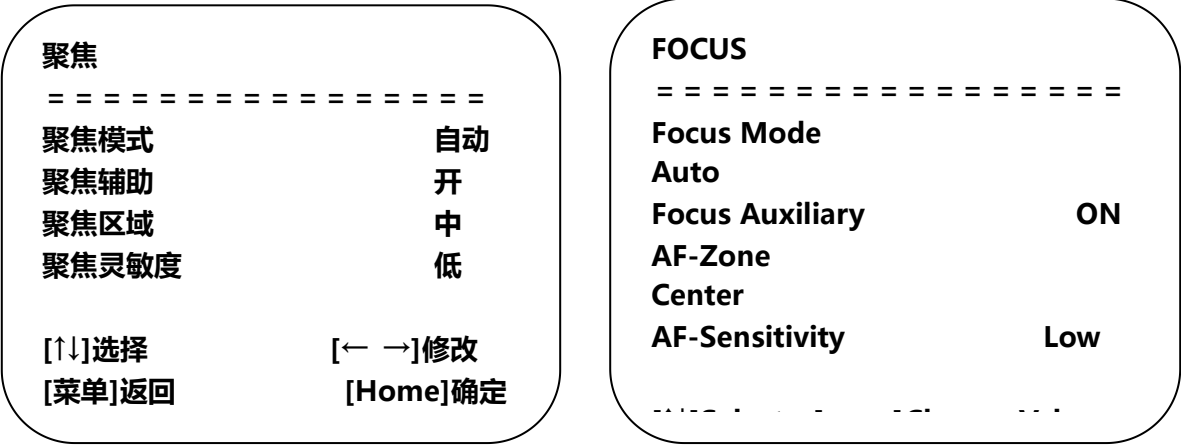 聚焦
= = = = = = = = = = = = = = = =
聚焦模式 自动
聚焦辅助 开
聚焦区域 中
聚焦灵敏度 低
[↑↓]选择 [← →]修改
[菜单]返回 [Home]确定
FOCUS
= = = = = = = = = = = = = = = = =
Focus Mode
Auto
Focus Auxiliary ON
AF-Zone
Center
AF-Sensitivity Low